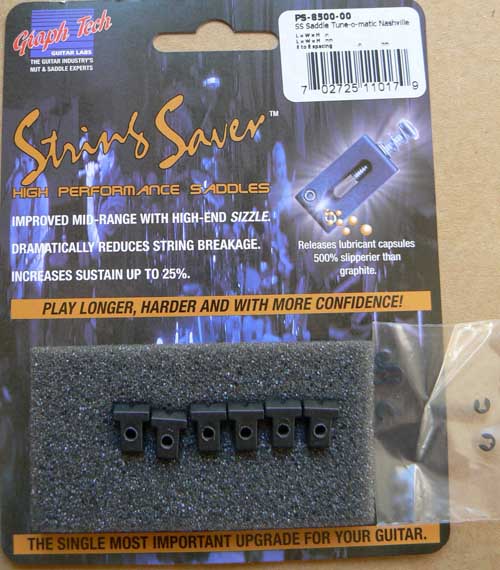 Graph Tech
GUITAR LABS
THE GUITAR INDUSTRY'S
NUT & SADDLE EXPERTS
PS-8500-00
SS Saddle Tune-o-matic Nashville
L x W x H
L x W x H
E to E spacing
7 02725 11017 9
String Saver™
HIGH PERFORMANCE SADDLES
IMPROVED MID-RANGE WITH HIGH-END SIZZLE.
DRAMATICALLY REDUCES STRING BREAKAGE.
INCREASES SUSTAIN UP TO 25%.
Releases lubricant capsules
500% slipperier than
graphite.
PLAY LONGER, HARDER AND WITH MORE CONFIDENCE!
THE SINGLE MOST IMPORTANT UPGRADE FOR YOUR GUITAR.